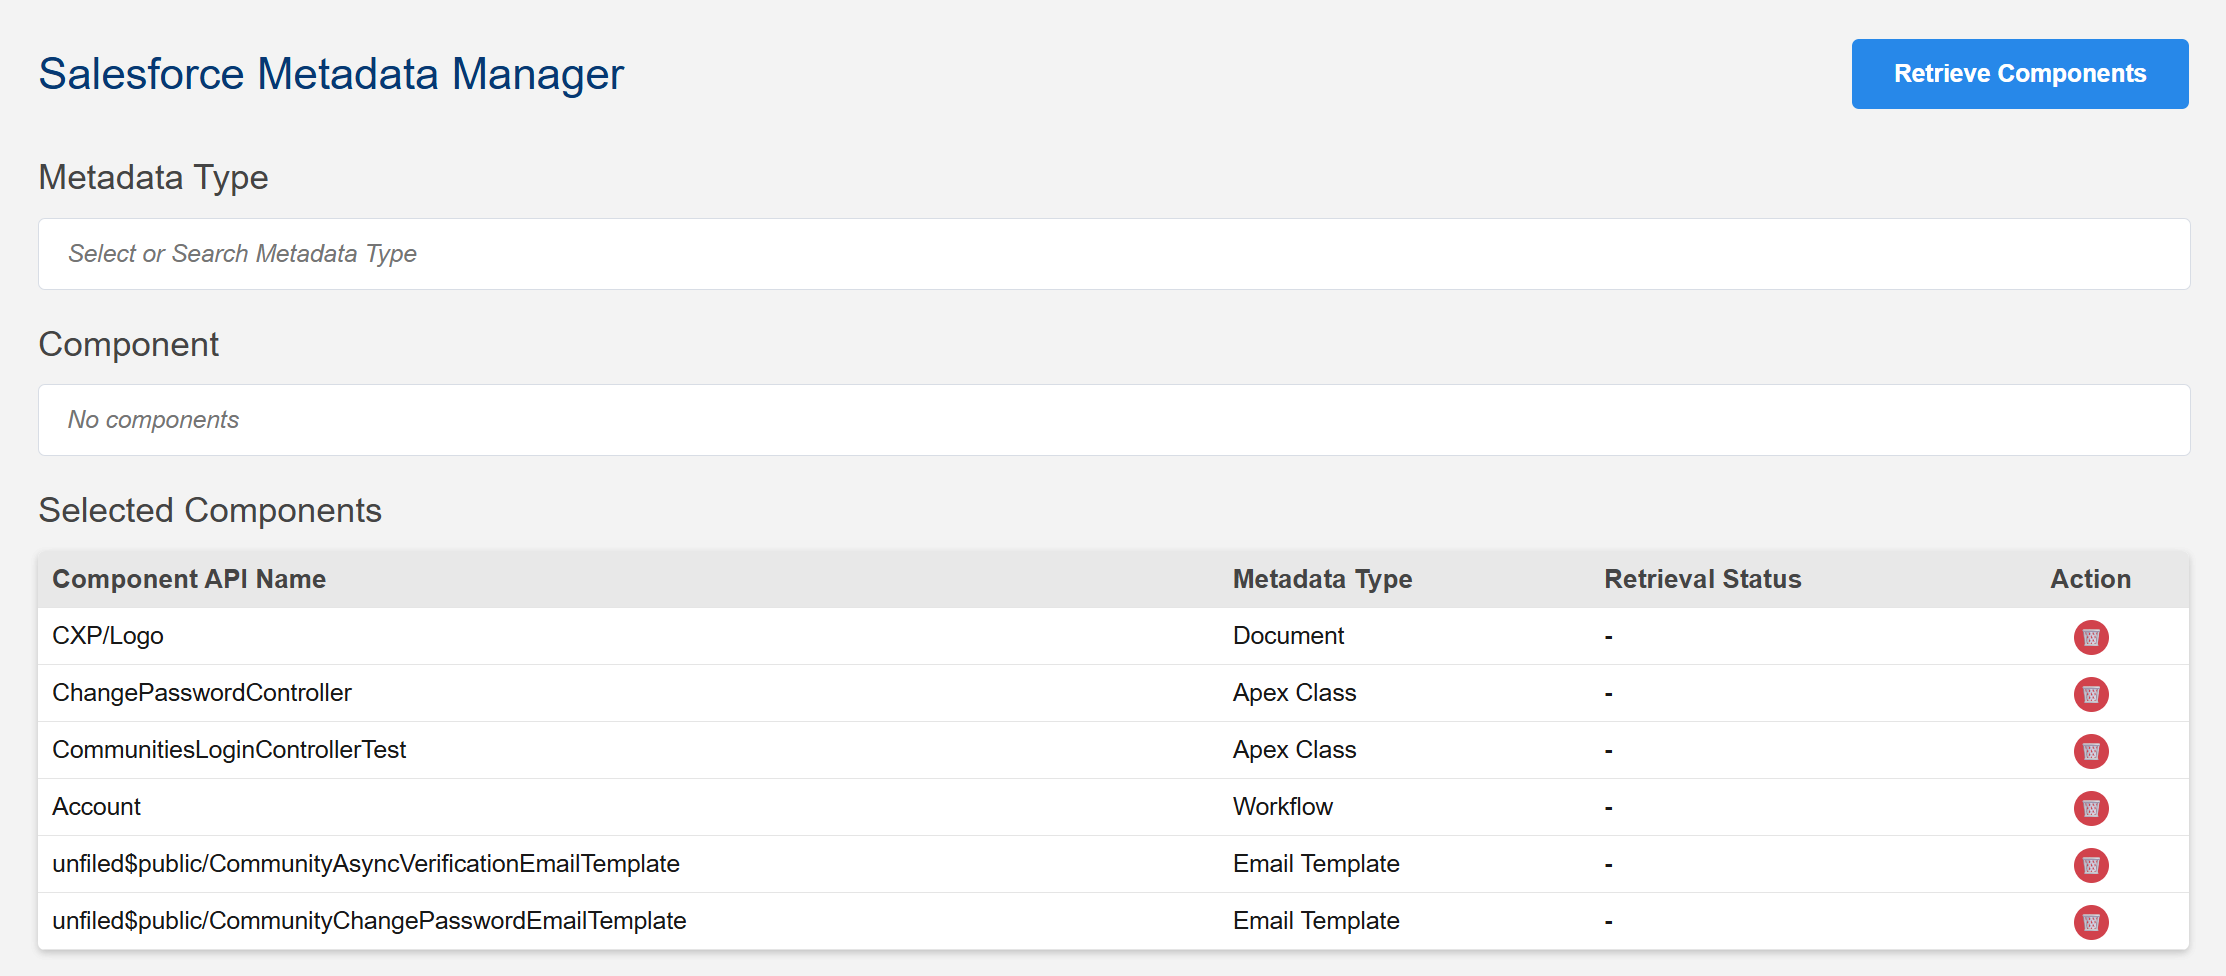 Salesforce Metadata Manager
Retrieve Components
Metadata Type
Select or Search Metadata Type
Component
No components
Selected Components
Component API Name Metadata Type Retrieval Status Action
CXP/Logo Document -
ChangePasswordController Apex Class -
CommunitiesLoginControllerTest Apex Class -
Account Workflow -
unfiled$public/CommunityAsyncVerificationEmailTemplate Email Template -
unfiled$public/CommunityChangePasswordEmailTemplate Email Template -